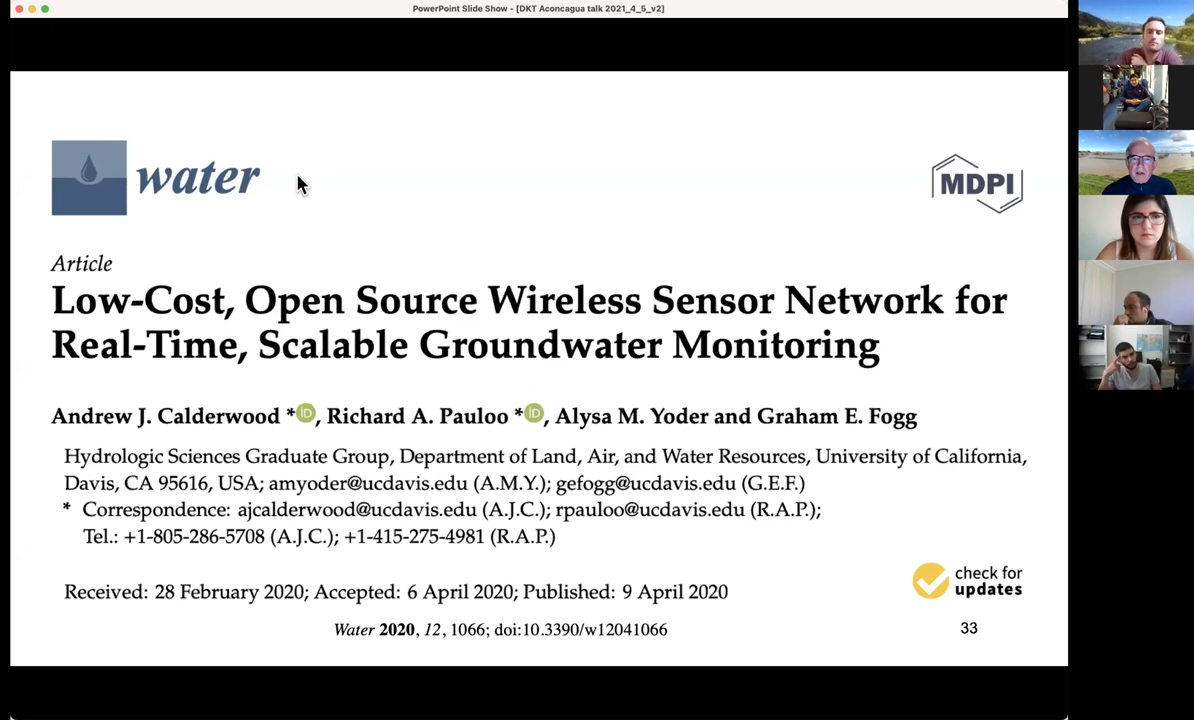 PowerPoint Slide Show - [DKT Aconcagua talk 2021_4_5_v2]
water
MDPI
Article
Low-Cost, Open Source Wireless Sensor Network for
Real-Time, Scalable Groundwater Monitoring
Andrew J. Calderwood * iD, Richard A. Pauloo * iD, Alysa M. Yoder and Graham E. Fogg
Hydrologic Sciences Graduate Group, Department of Land, Air, and Water Resources, University of California,
Davis, CA 95616, USA; amyoder@ucdavis.edu (A.M.Y.); gefogg@ucdavis.edu (G.E.F.)
* Correspondence: ajcalderwood@ucdavis.edu (A.J.C.); rpauloo@ucdavis.edu (R.A.P.);
Tel.: +1-805-286-5708 (A.J.C.); +1-415-275-4981 (R.A.P.)
check for
updates
Received: 28 February 2020; Accepted: 6 April 2020; Published: 9 April 2020
Water 2020, 12, 1066; doi:10.3390/w12041066
33